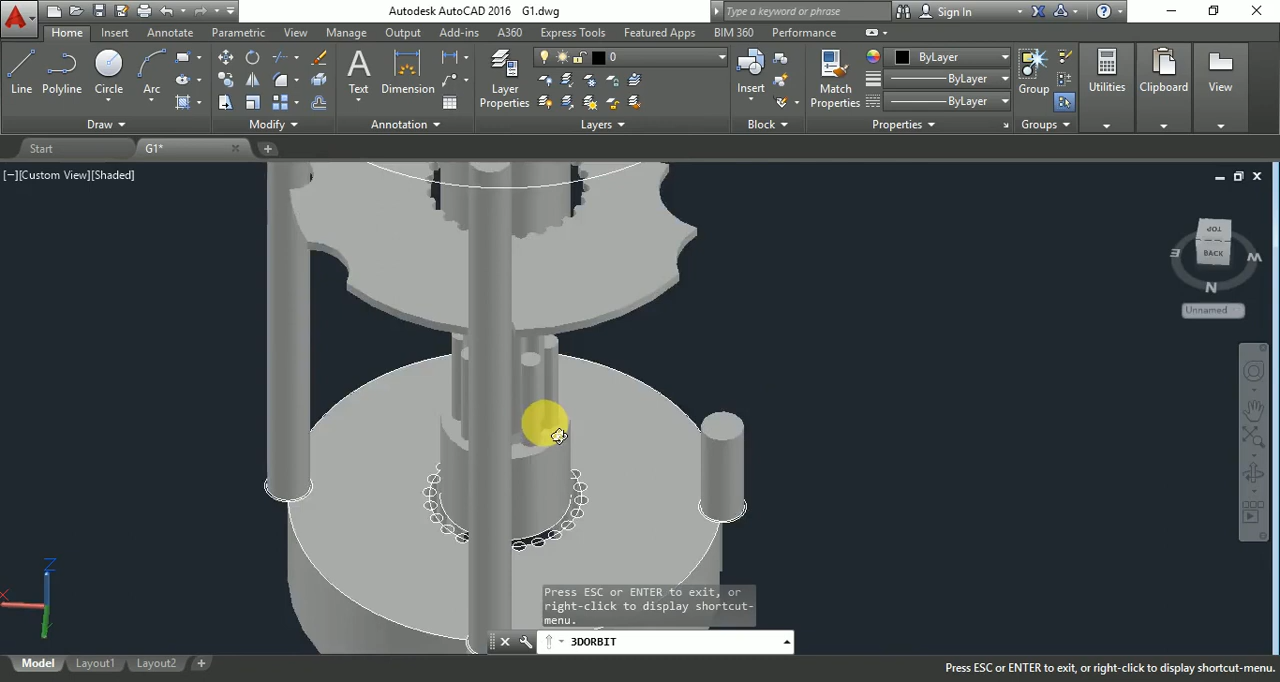 Autodesk AutoCAD 2016 G1.dwg
Type a keyword or phrase
Sign In
Home Insert Annotate Parametric View Manage Output Add-ins A360 Express Tools Featured Apps BIM 360 Performance
Line Polyline Circle Arc
Text Dimension
Layer
Properties
0
Insert
Match
Properties
ByLayer
ByLayer
ByLayer
Group
Utilities
Clipboard
View
Draw Modify Annotation Layers Block Properties Groups
Start G1*
[−][Custom View][Shaded]
TOP
BACK
E
W
N
Unnamed
Z
X
Press ESC or ENTER to exit, or
right-click to display shortcut-
menu.
3DORBIT
Model Layout1 Layout2
Press ESC or ENTER to exit, or right-click to display shortcut-menu.